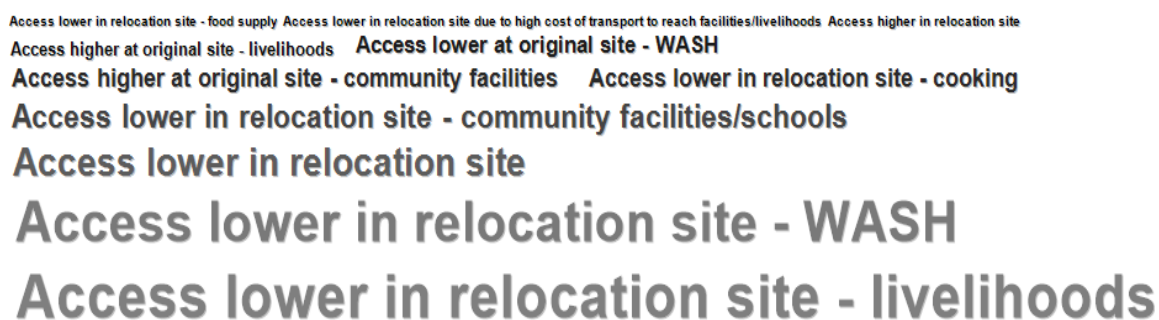 Access lower in relocation site - food supply Access lower in relocation site due to high cost of transport to reach facilities/livelihoods Access higher in relocation site
Access higher at original site - livelihoods Access lower at original site - WASH
Access higher at original site - community facilities Access lower in relocation site - cooking
Access lower in relocation site - community facilities/schools
Access lower in relocation site
Access lower in relocation site - WASH
Access lower in relocation site - livelihoods